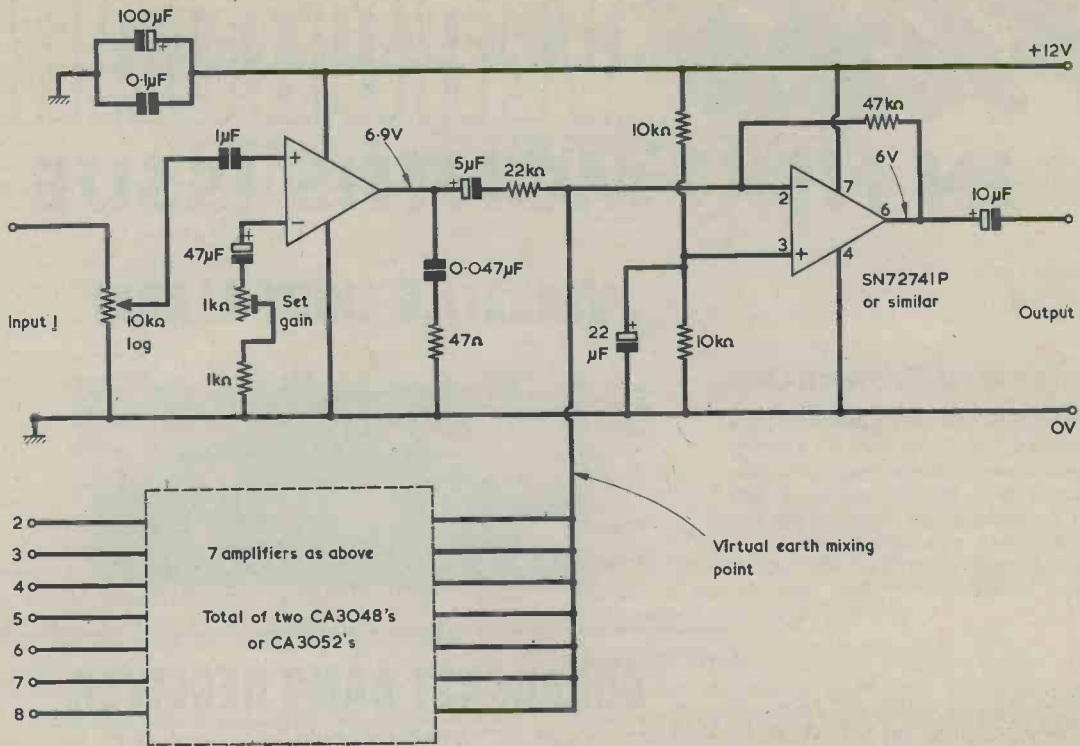 100µF
+
0·1µF
+12V
1µF
+
-
6·9V
+
5µF
22kΩ
10kΩ
47kΩ
6V
-
2
7
6
3
+
4
+
10µF
SN72741P
or similar
Input 1
10kΩ
log
47µF
+
1kΩ
Set
gain
1kΩ
0·047µF
47Ω
22
µF
+
10kΩ
Output
0V
2
3
4
5
6
7
8
7 amplifiers as above
Total of two CA3048's
or CA3052's
Virtual earth mixing
point